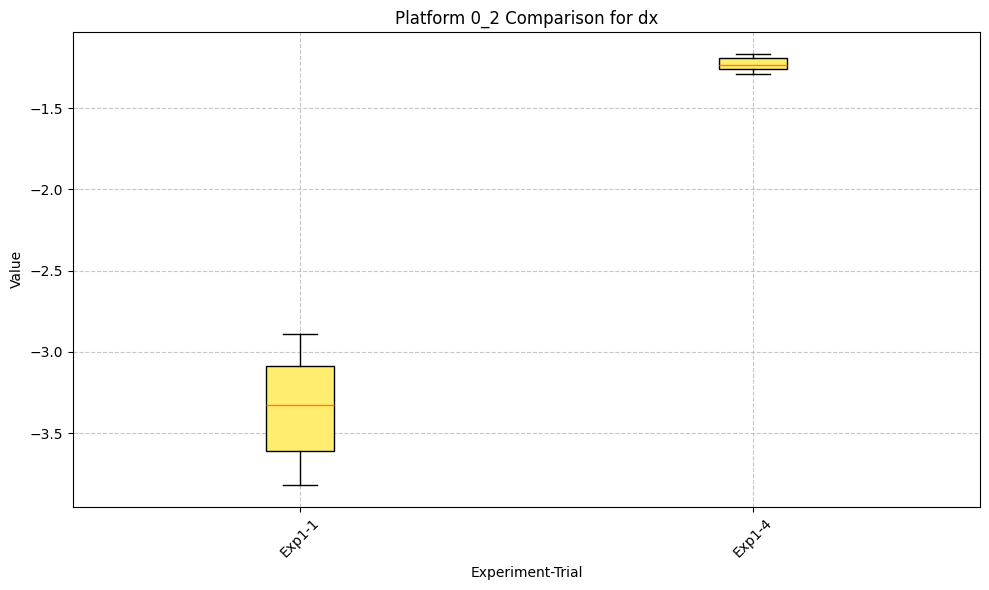 Platform 0_2 Comparison for dx
Value
−1.5
−2.0
−2.5
−3.0
−3.5
Exp1-1
Exp1-4
Experiment-Trial